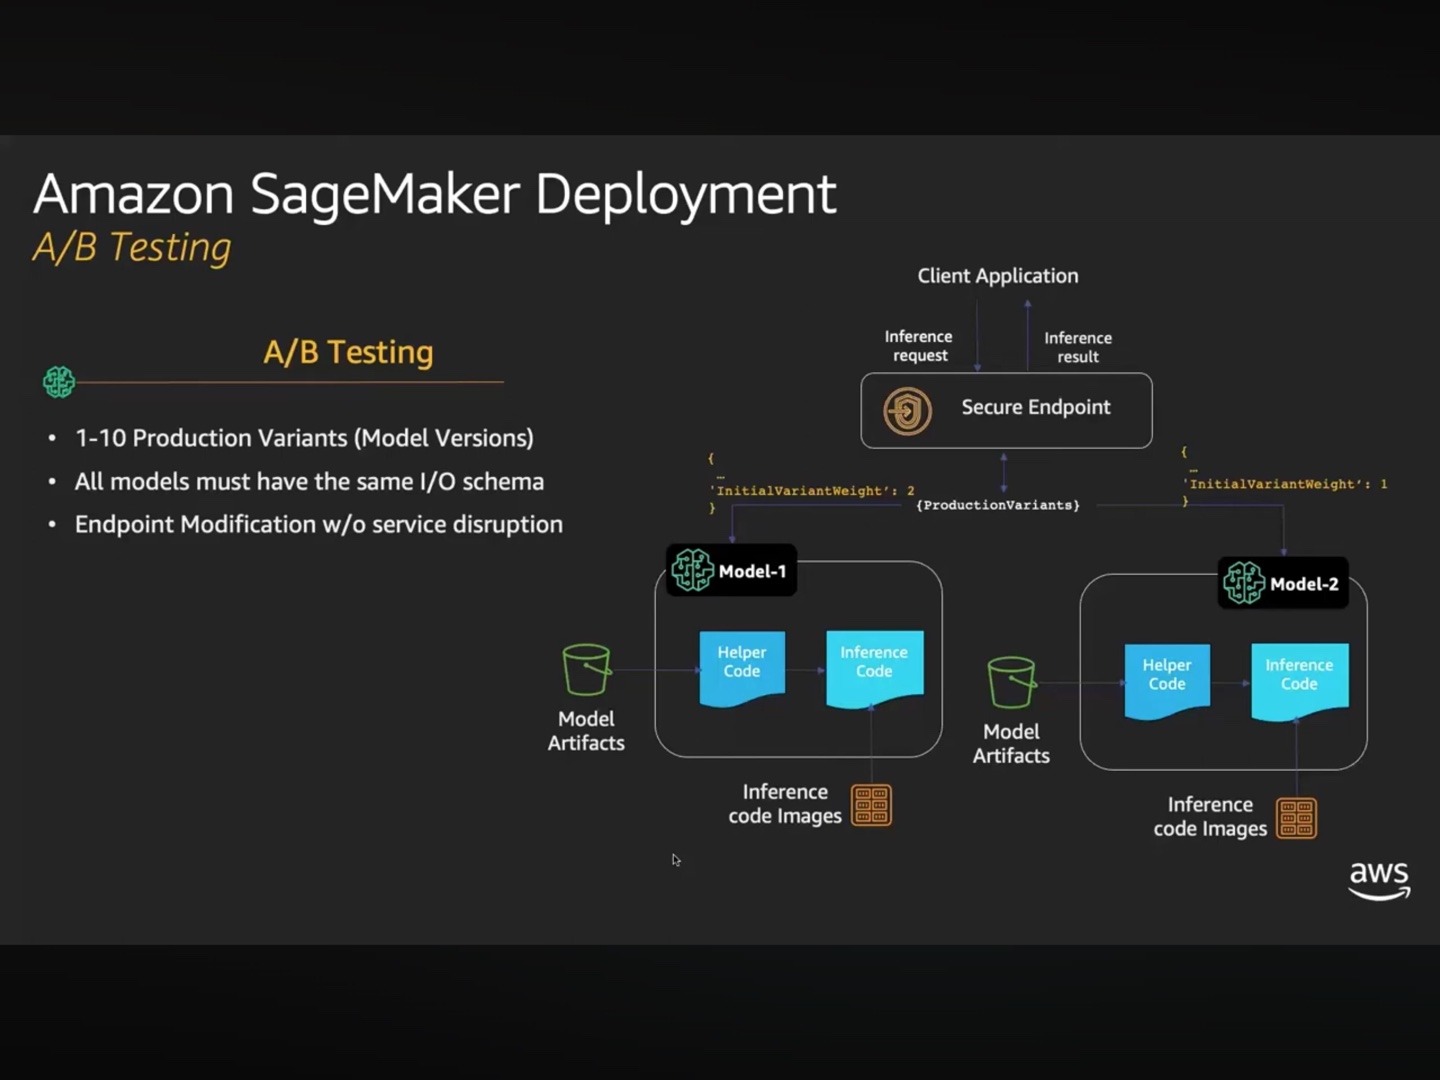 Amazon SageMaker Deployment
A/B Testing
A/B Testing
• 1-10 Production Variants (Model Versions)
• All models must have the same I/O schema
• Endpoint Modification w/o service disruption
Client Application
Inference
request
Inference
result
Secure Endpoint
{
…
'InitialVariantWeight’: 2
}
{ProductionVariants}
{
…
'InitialVariantWeight’: 1
}
Model-1
Helper
Code
Inference
Code
Model
Artifacts
Inference
code Images
Model-2
Helper
Code
Inference
Code
Model
Artifacts
Inference
code Images
aws